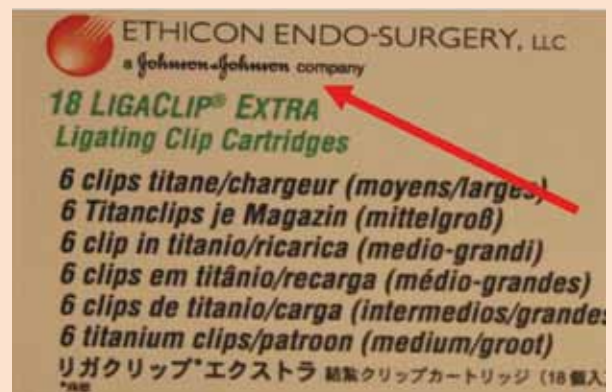 ETHICON ENDO-SURGERY, LLC
a Johnson & Johnson company
18 LIGACLIP® EXTRA
Ligating Clip Cartridges
6 clips titane/chargeur (moyens/larges)
6 Titanclips je Magazin (mittelgroß)
6 clip in titanio/ricarica (medio-grandi)
6 clips em titânio/recarga (médio-grandes)
6 clips de titanio/carga (intermedios/grandes
6 titanium clips/patroon (medium/groot)
リガクリップ*エクストラ 結紮クリップカートリッジ（18個入